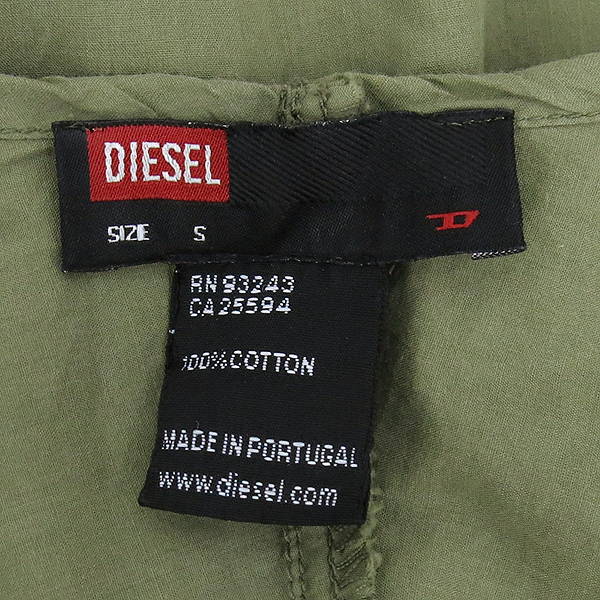 DIESEL
SIZE S
RN 93243
CA 25594
100% COTTON
MADE IN PORTUGAL
www.diesel.com